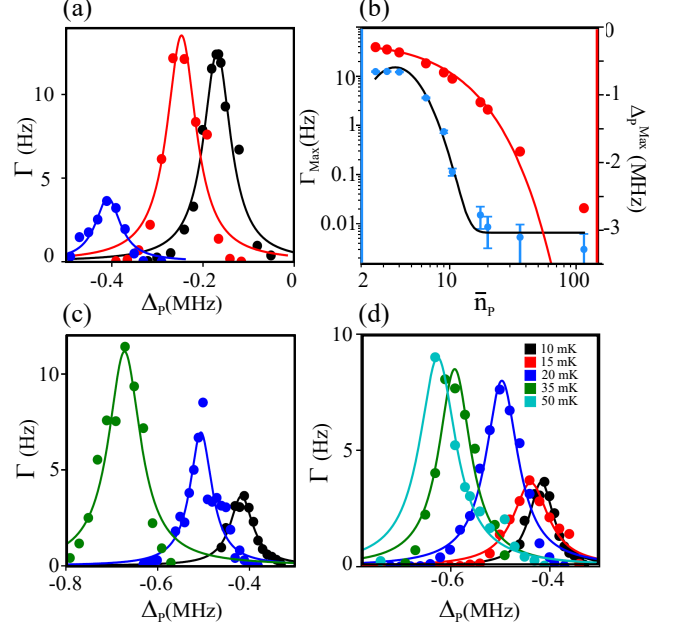 (a)
10
5
0
Γ (Hz)
-0.4
-0.2
0
Δ_P(MHz)
(b)
10
1
0.1
0.01
Γ_Max(Hz)
0
-1
-2
-3
Δ_P^Max (MHz)
2
10
100
n̅_P
(c)
10
5
0
Γ (Hz)
-0.8
-0.6
-0.4
Δ_P(MHz)
(d)
10
5
0
Γ (Hz)
10 mK
15 mK
20 mK
35 mK
50 mK
-0.6
-0.4
Δ_P(MHz)